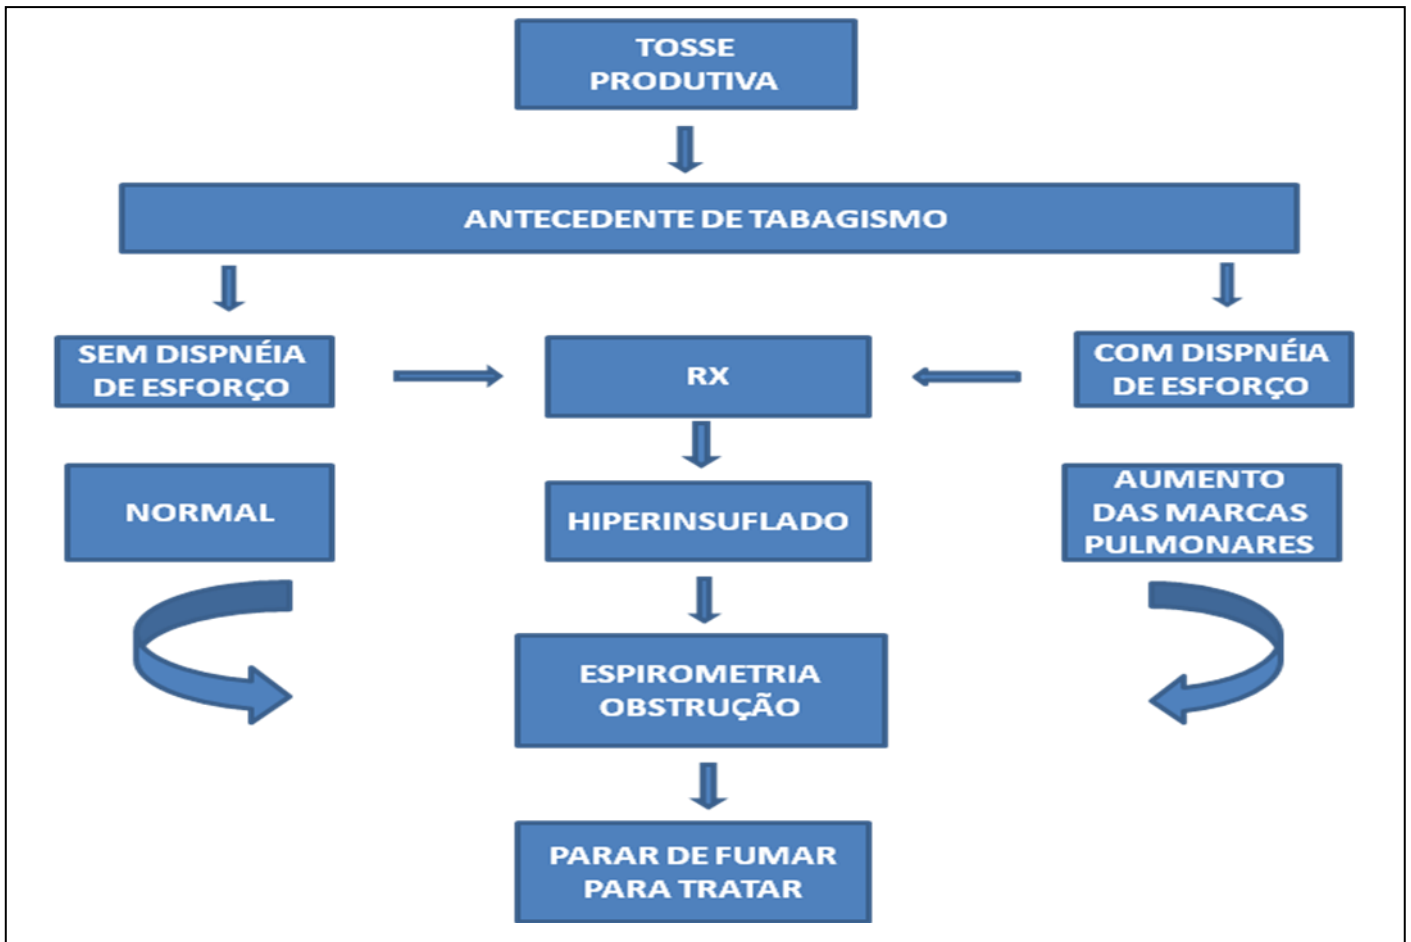 TOSSE
PRODUTIVA
ANTECEDENTE DE TABAGISMO
SEM DISPNÉIA
DE ESFORÇO
RX
COM DISPNÉIA
DE ESFORÇO
NORMAL
HIPERINSUFLADO
AUMENTO
DAS MARCAS
PULMONARES
ESPIROMETRIA
OBSTRUÇÃO
PARAR DE FUMAR
PARA TRATAR